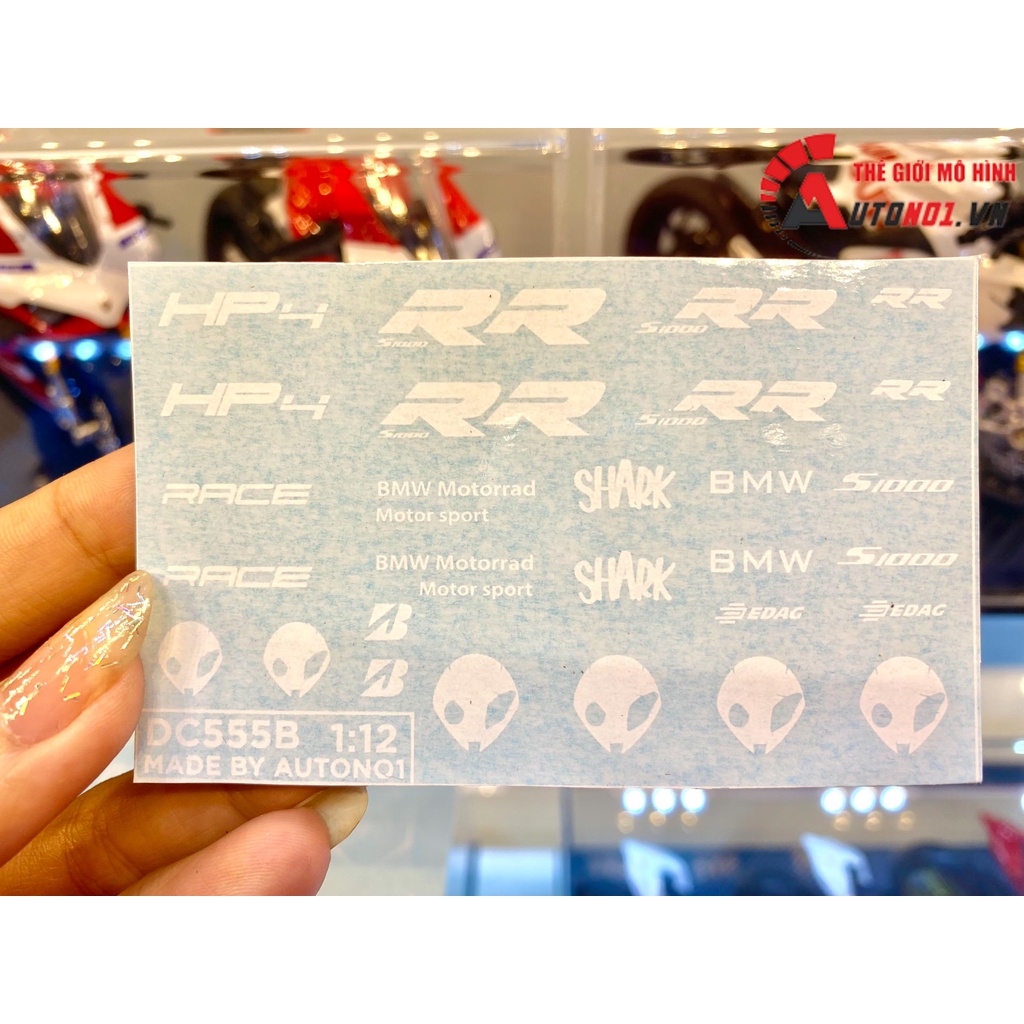 THẾ GIỚI MÔ HÌNH
AUTONO1.VN
HP4
S1000 RR
S1000 RR
RR
HP4
S1000 RR
S1000 RR
RR
RACE
BMW Motorrad
Motor sport
SHARK
BMW
S1000
RACE
BMW Motorrad
Motor sport
SHARK
BMW
S1000
EDAG
EDAG
B
B
DC555B 1:12
MADE BY AUTONO1